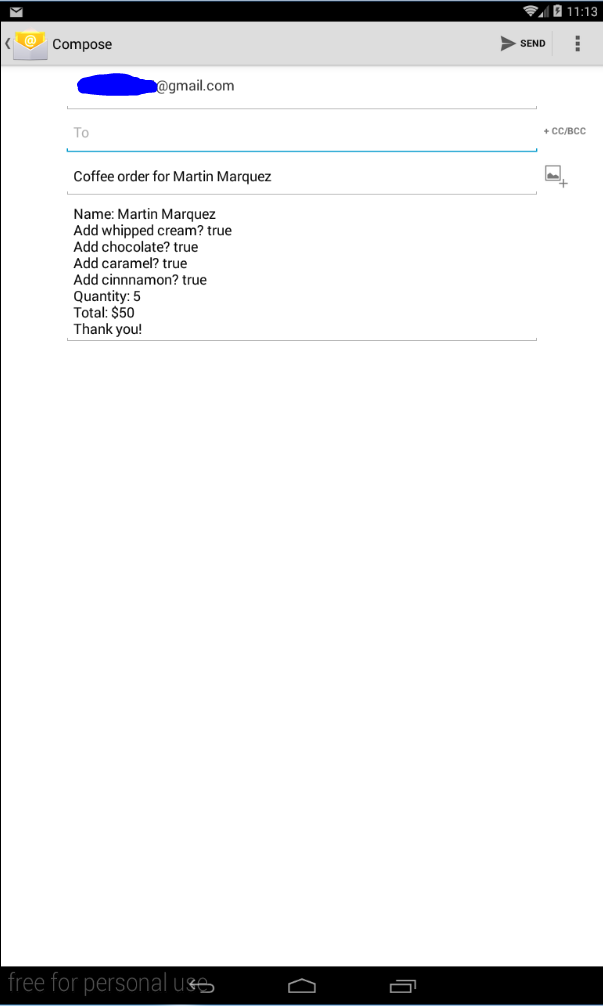 11:13
Compose
SEND
@gmail.com
To
+ CC/BCC
Coffee order for Martin Marquez
Name: Martin Marquez
Add whipped cream? true
Add chocolate? true
Add caramel? true
Add cinnnamon? true
Quantity: 5
Total: $50
Thank you!
free for personal use